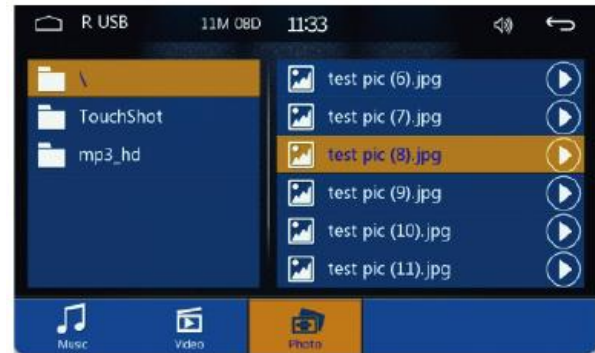 R USB 11M 08D 11:33
\
TouchShot
mp3_hd
test pic (6).jpg
test pic (7).jpg
test pic (8).jpg
test pic (9).jpg
test pic (10).jpg
test pic (11).jpg
Music Video Photo